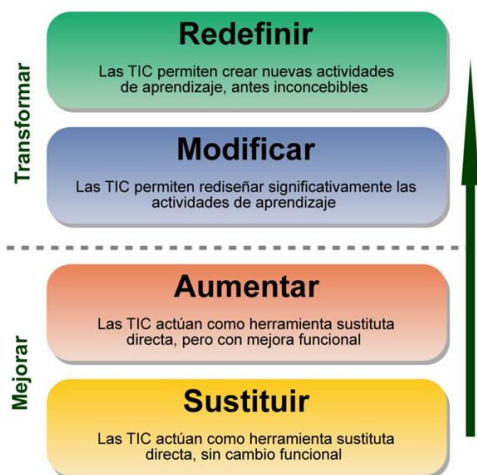 Transformar
Redefinir
Las TIC permiten crear nuevas actividades
de aprendizaje, antes inconcebibles
Modificar
Las TIC permiten rediseñar significativamente las
actividades de aprendizaje
Mejorar
Aumentar
Las TIC actúan como herramienta sustituta
directa, pero con mejora funcional
Sustituir
Las TIC actúan como herramienta sustituta
directa, sin cambio funcional